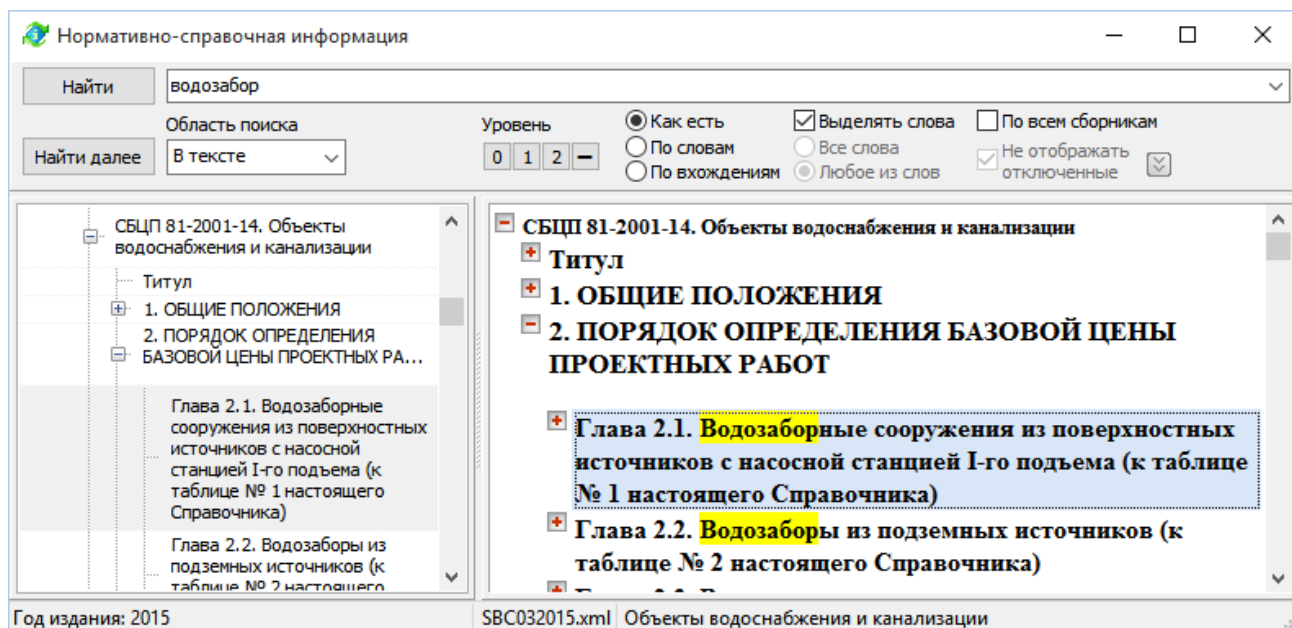 Нормативно-справочная информация
Найти
водозабор
Область поиска
Уровень
Как есть
Выделять слова
По всем сборникам
Найти далее
В тексте
0 1 2 –
По словам
Все слова
Не отображать
отключенные
По вхождениям
Любое из слов
СБЦП 81-2001-14. Объекты
водоснабжения и канализации
Титул
1. ОБЩИЕ ПОЛОЖЕНИЯ
2. ПОРЯДОК ОПРЕДЕЛЕНИЯ
БАЗОВОЙ ЦЕНЫ ПРОЕКТНЫХ РА...
Глава 2.1. Водозаборные
сооружения из поверхностных
источников с насосной
станцией I-го подъема (к
таблице № 1 настоящего
Справочника)
Глава 2.2. Водозаборы из
подземных источников (к
таблице № 2 настоящего
СБЦП 81-2001-14. Объекты водоснабжения и канализации
Титул
1. ОБЩИЕ ПОЛОЖЕНИЯ
2. ПОРЯДОК ОПРЕДЕЛЕНИЯ БАЗОВОЙ ЦЕНЫ
ПРОЕКТНЫХ РАБОТ
Глава 2.1. Водозаборные сооружения из поверхностных
источников с насосной станцией I-го подъема (к таблице
№ 1 настоящего Справочника)
Глава 2.2. Водозаборы из подземных источников (к
таблице № 2 настоящего Справочника)
Год издания: 2015
SBC032015.xml
Объекты водоснабжения и канализации